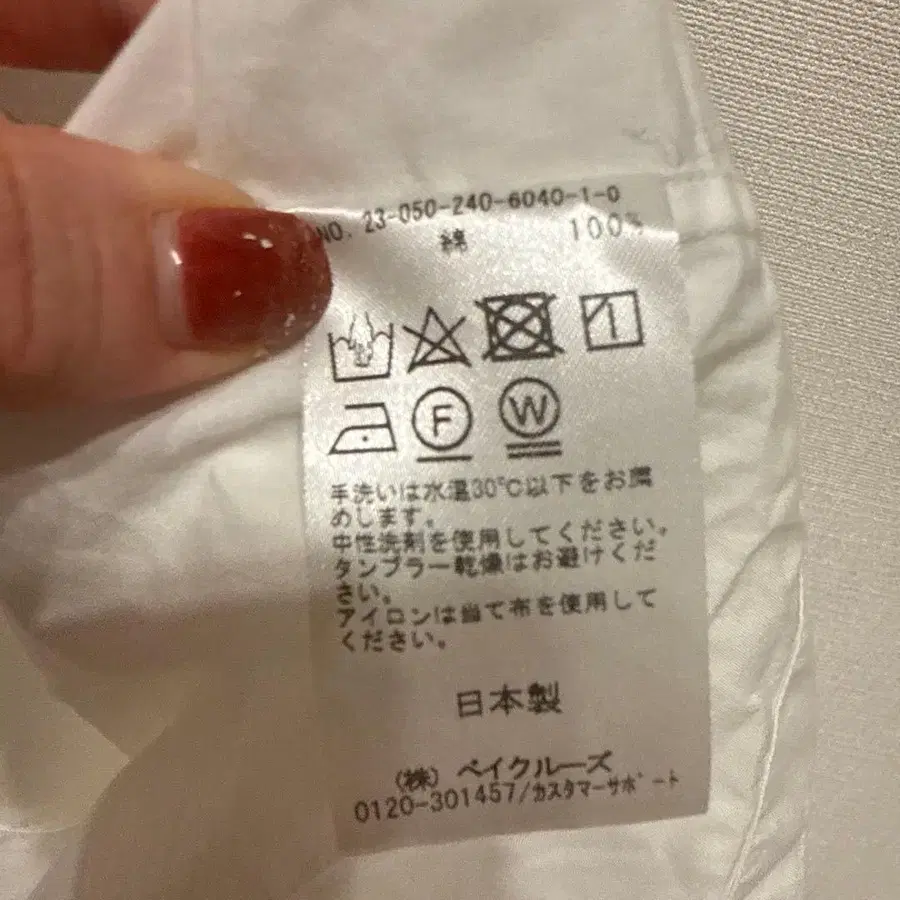 NO. 23-050-240-6040-1-0
綿 100%
F W
手洗いは水温30℃以下をお薦
めします。
中性洗剤を使用してください。
タンブラー乾燥はお避けくだ
さい。
アイロンは当て布を使用して
ください。
日本製
(株) ベイクルーズ
0120-301457/ｶｽﾀﾏｰｻﾎﾟｰﾄ